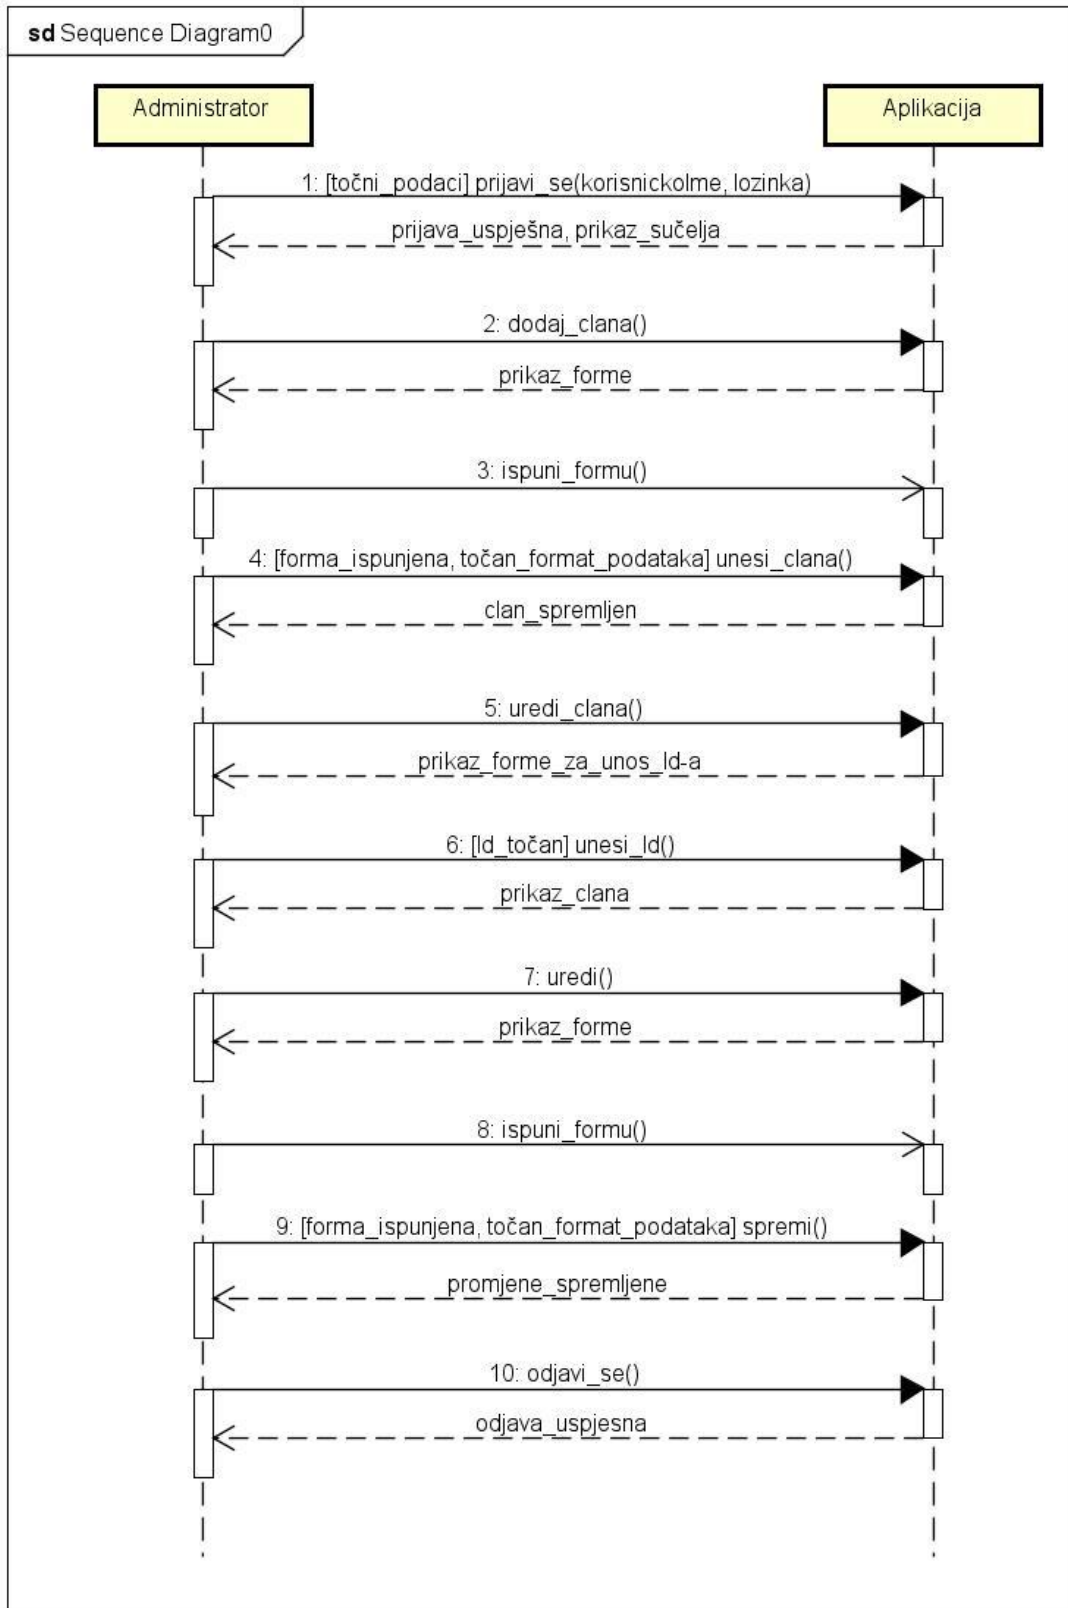 sd Sequence Diagram0
Administrator
Aplikacija
1: [točni_podaci] prijavi_se(korisnickoIme, lozinka)
prijava_uspješna, prikaz_sučelja
2: dodaj_clana()
prikaz_forme
3: ispuni_formu()
4: [forma_ispunjena, točan_format_podataka] unesi_clana()
clan_spremljen
5: uredi_clana()
prikaz_forme_za_unos_Id-a
6: [Id_točan] unesi_Id()
prikaz_clana
7: uredi()
prikaz_forme
8: ispuni_formu()
9: [forma_ispunjena, točan_format_podataka] spremi()
promjene_spremljene
10: odjavi_se()
odjava_uspjesna